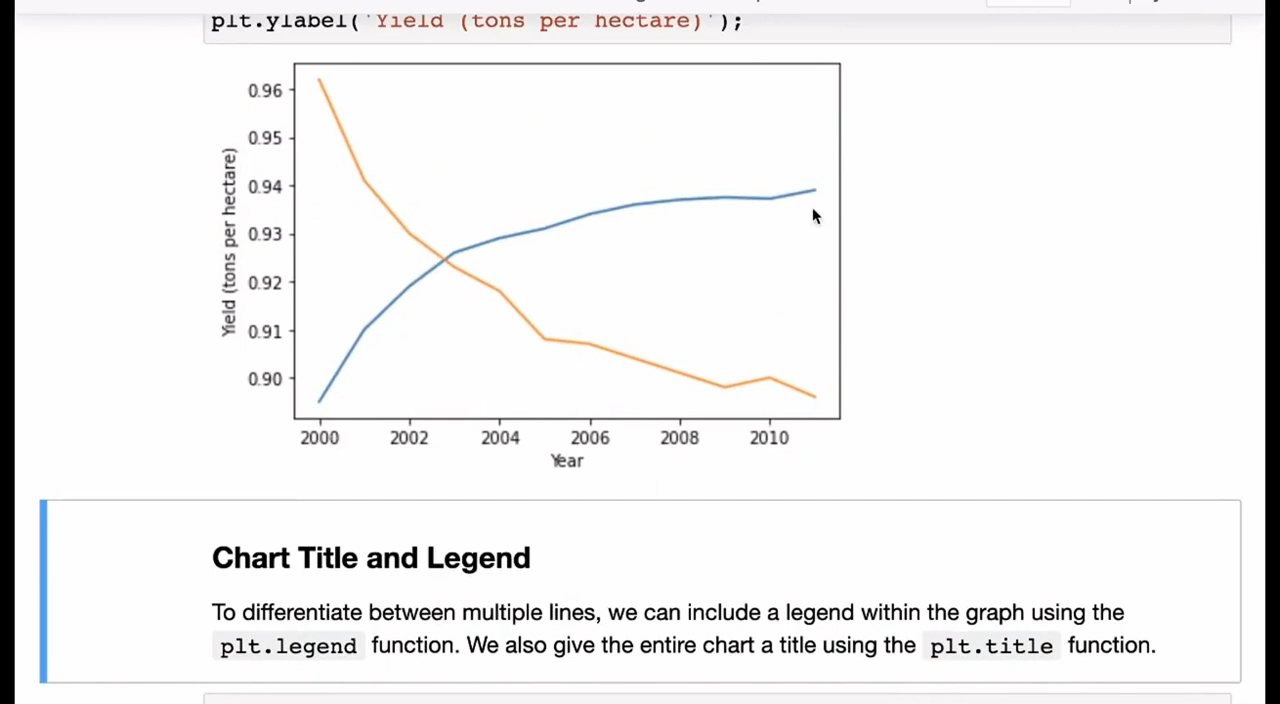 plt.ylabel('Yield (tons per hectare)');
0.96
0.95
0.94
0.93
0.92
0.91
0.90
Yield (tons per hectare)
2000 2002 2004 2006 2008 2010
Year
Chart Title and Legend
To differentiate between multiple lines, we can include a legend within the graph using the
plt.legend function. We also give the entire chart a title using the plt.title function.